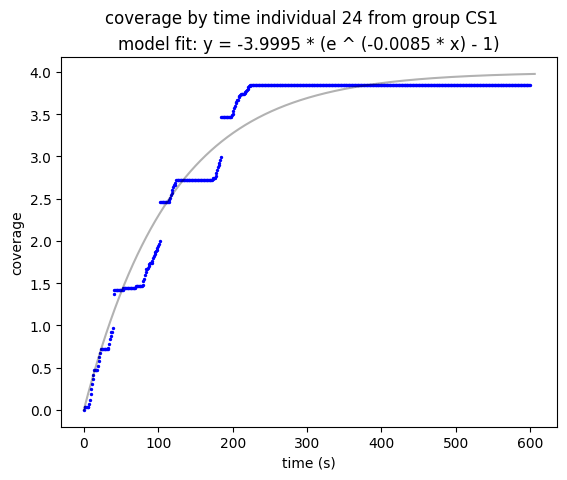 coverage by time individual 24 from group CS1
model fit: y = -3.9995 * (e ^ (-0.0085 * x) - 1)
4.0
3.5
3.0
2.5
2.0
1.5
1.0
0.5
0.0
coverage
0 100 200 300 400 500 600
time (s)